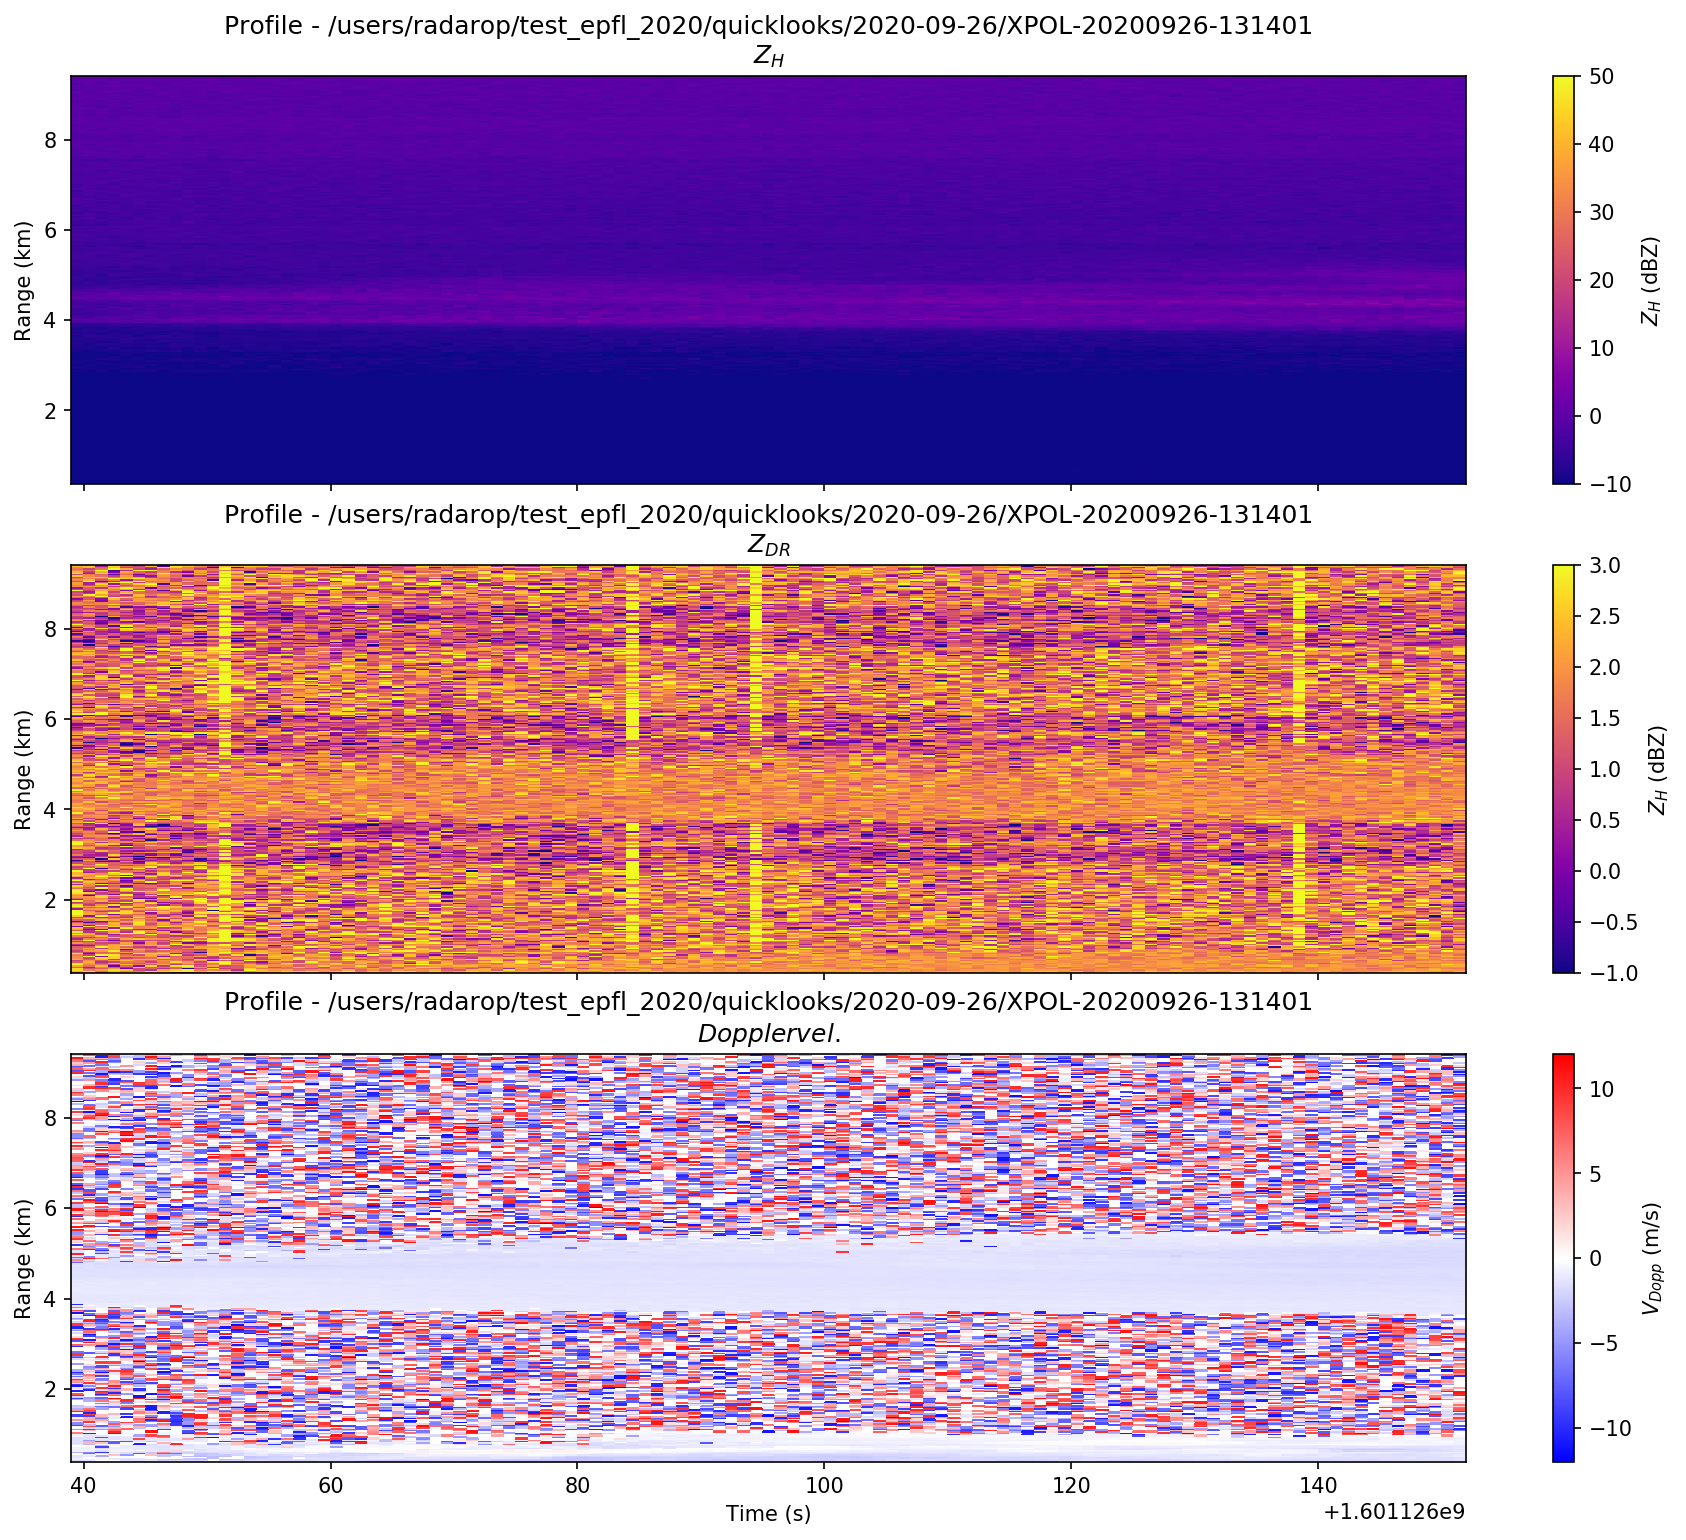 Profile - /users/radarop/test_epfl_2020/quicklooks/2020-09-26/XPOL-20200926-131401
Z_H
8
6
4
2
Range (km)
50
40
30
20
10
0
−10
Z_H (dBZ)
Profile - /users/radarop/test_epfl_2020/quicklooks/2020-09-26/XPOL-20200926-131401
Z_DR
8
6
4
2
Range (km)
3.0
2.5
2.0
1.5
1.0
0.5
0.0
−0.5
−1.0
Z_H (dBZ)
Profile - /users/radarop/test_epfl_2020/quicklooks/2020-09-26/XPOL-20200926-131401
Dopplervel.
8
6
4
2
Range (km)
10
5
0
−5
−10
V_Dopp (m/s)
40 60 80 100 120 140
Time (s)
+1.601126e9